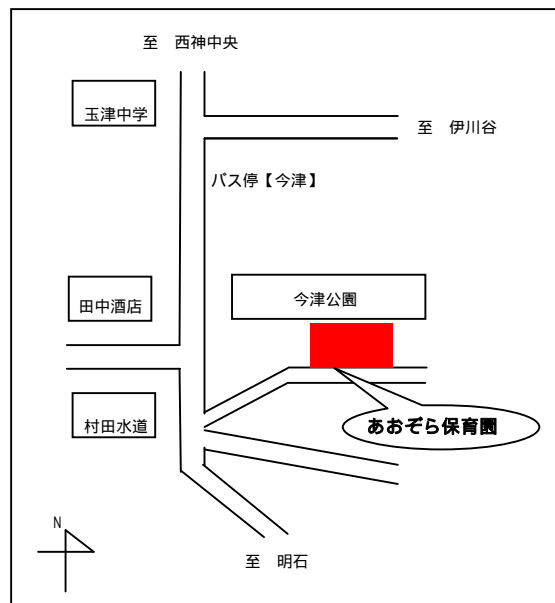 至　西神中央
玉津中学
至　伊川谷
バス停【今津】
田中酒店
今津公園
村田水道
あおぞら保育園
N
至　明石